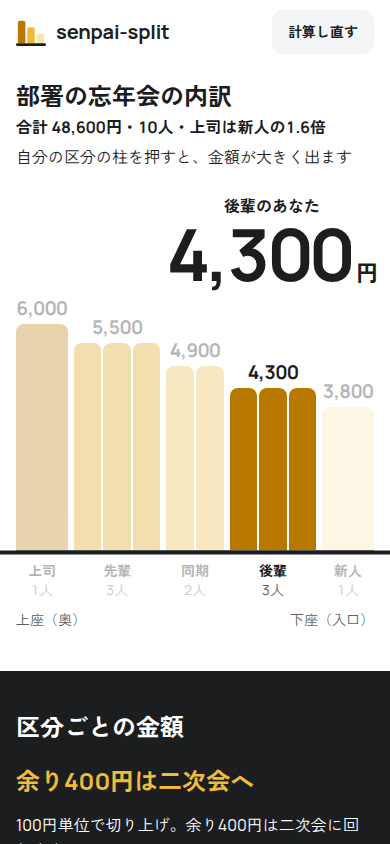 senpai-split
計算し直す
部署の忘年会の内訳
合計 48,600円・10人・上司は新人の1.6倍
自分の区分の柱を押すと、金額が大きく出ます
後輩のあなた
4,300円
6,000
5,500
4,900
4,300
3,800
上司
1人
先輩
3人
同期
2人
後輩
3人
新人
1人
上座（奥）
下座（入口）
区分ごとの金額
余り400円は二次会へ
100円単位で切り上げ。余り400円は二次会に回